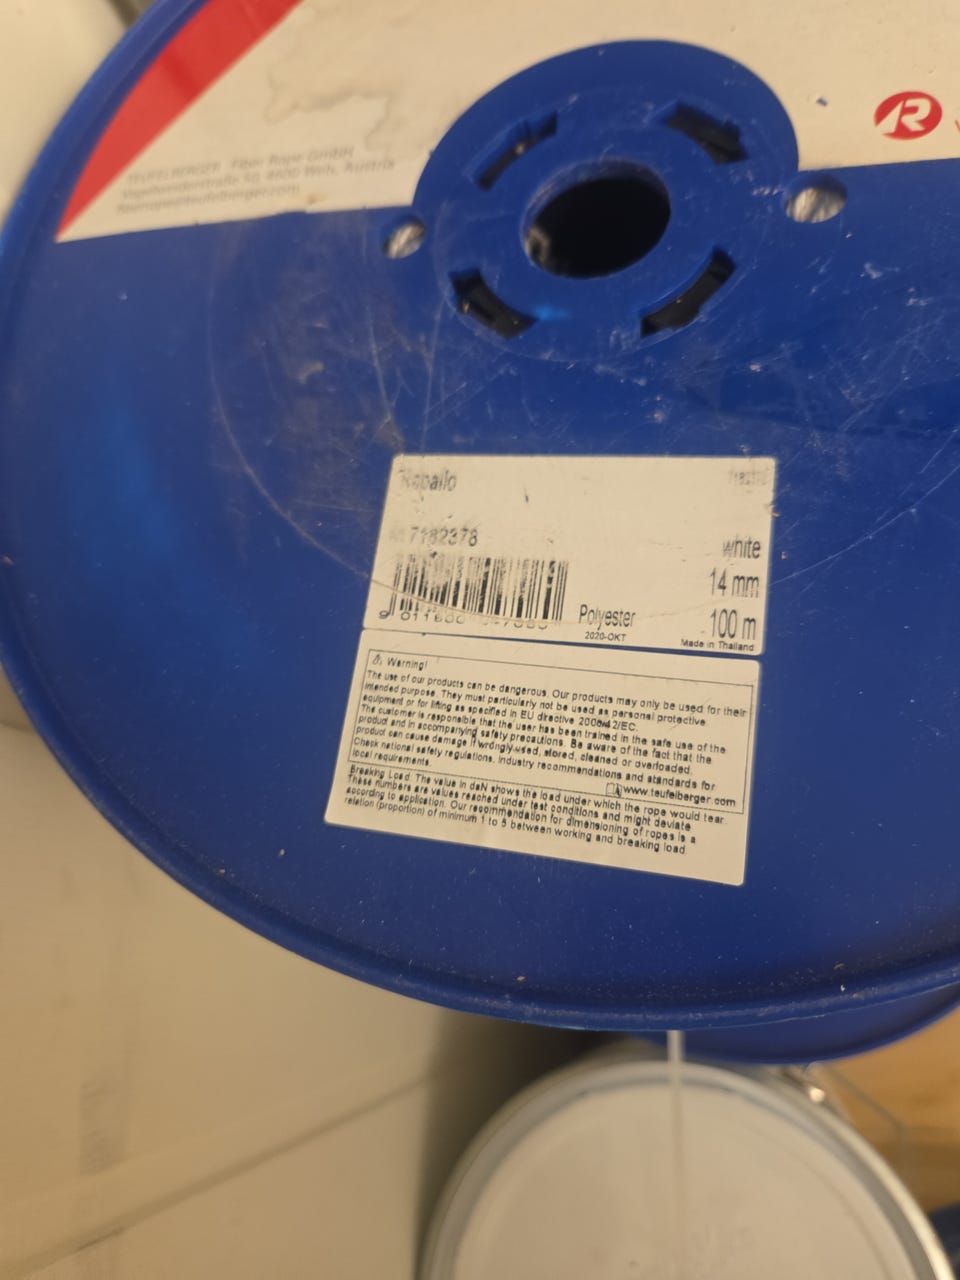 TEUFELBERGER Fiber Rope GmbH
Vogelweiderstraße 50, 4600 Wels, Austria
fiberrope@teufelberger.com
R
7182378
white
14 mm
Polyester
100 m
2020-OKT
Made in Thailand
Warning!
The use of our products can be dangerous. Our products may only be used for their
intended purpose. They must particularly not be used as personal protective
equipment or for lifting as specified in EU directive 2006/42/EC.
The customer is responsible that the user has been trained in the safe use of the
product and in accompanying safety precautions. Be aware of the fact that the
product can cause damage if wrongly used, stored, cleaned or overloaded.
Check national safety regulations, industry recommendations and standards for
local requirements.
www.teufelberger.com
Breaking Load: The value in daN shows the load under which the rope would tear.
These numbers are values reached under test conditions and might deviate
according to application. Our recommendation for dimensioning of ropes is a
relation (proportion) of minimum 1 to 5 between working and breaking load